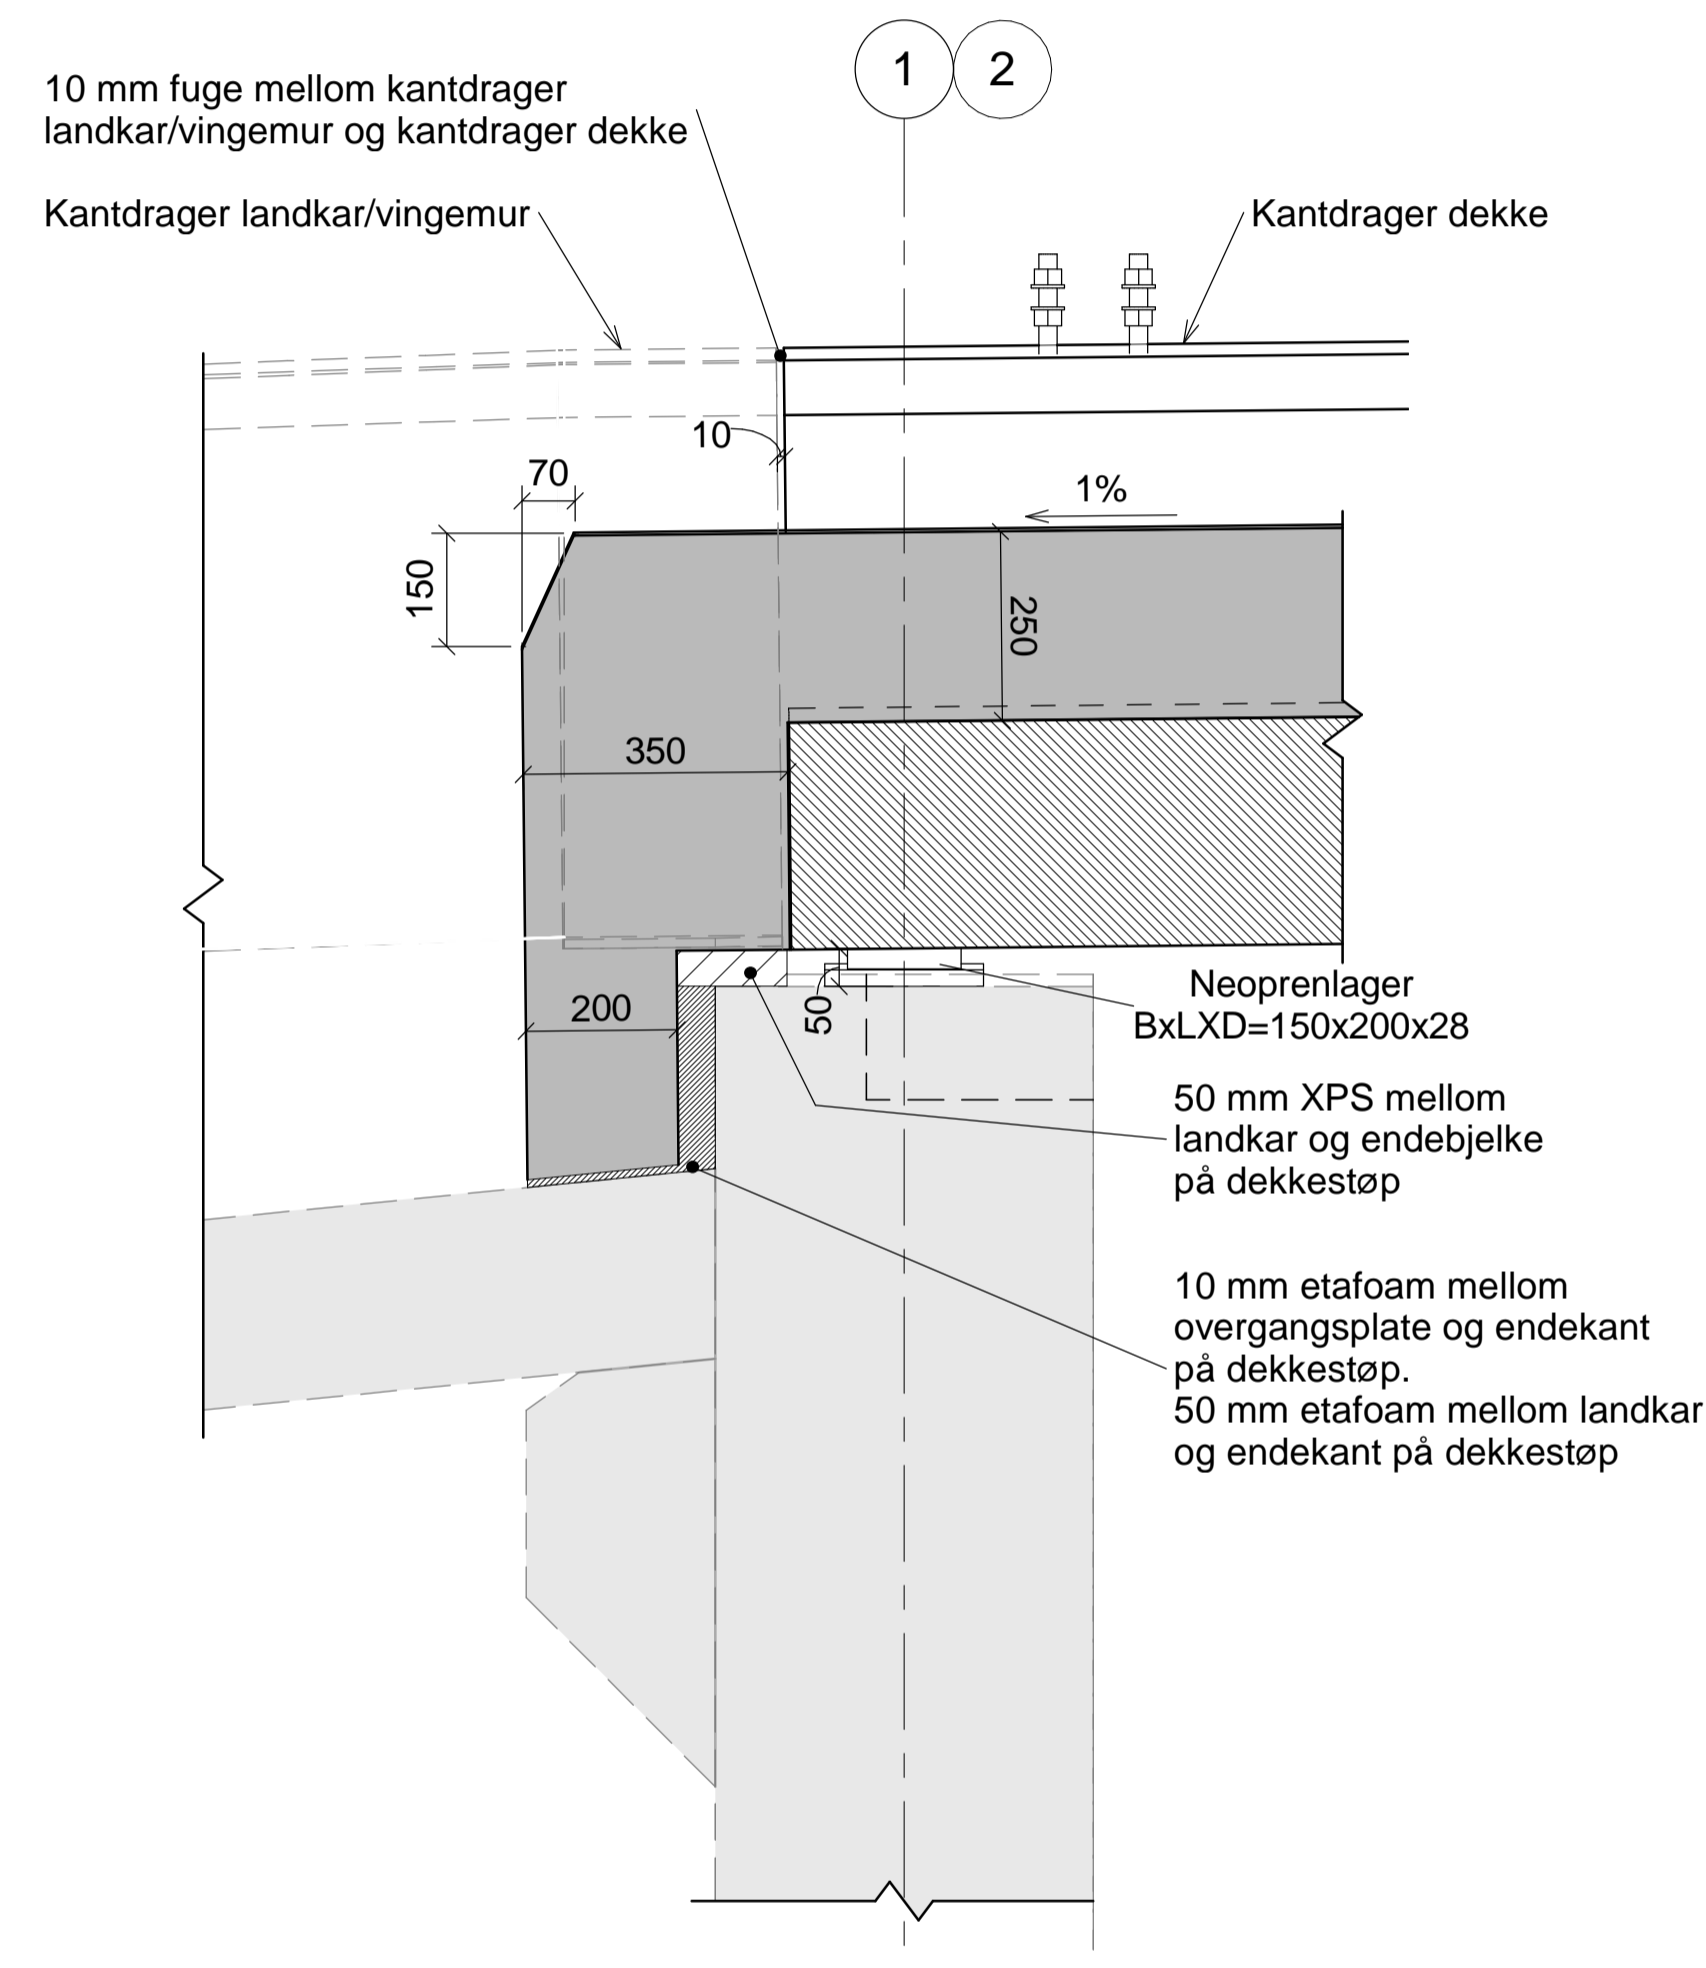 1
2
10 mm fuge mellom kantdrager
landkar/vingemur og kantdrager dekke
Kantdrager landkar/vingemur
Kantdrager dekke
10
70
1%
150
250
350
200
50
Neoprenlager
BxLXD=150x200x28
50 mm XPS mellom
landkar og endebjelke
på dekkestøp
10 mm etafoam mellom
overgangsplate og endekant
på dekkestøp.
50 mm etafoam mellom landkar
og endekant på dekkestøp